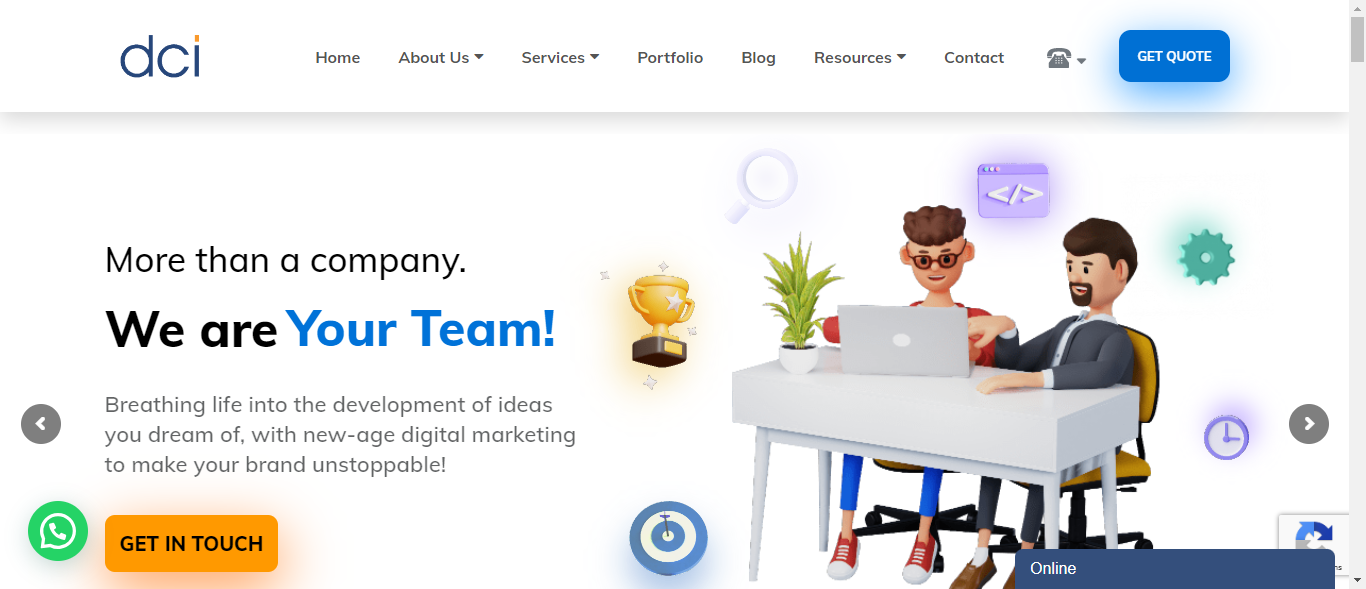 dci
Home About Us Services Portfolio Blog Resources Contact GET QUOTE
More than a company.
We are Your Team!
Breathing life into the development of ideas
you dream of, with new-age digital marketing
to make your brand unstoppable!
GET IN TOUCH
</>
Online